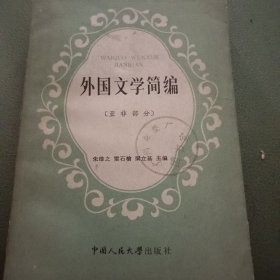 WAIGUO WENXUE
JIANBIAN
外国文学简编
(亚非部分)
朱维之 雷石榆 梁立基 主编
中国人民大学出版社